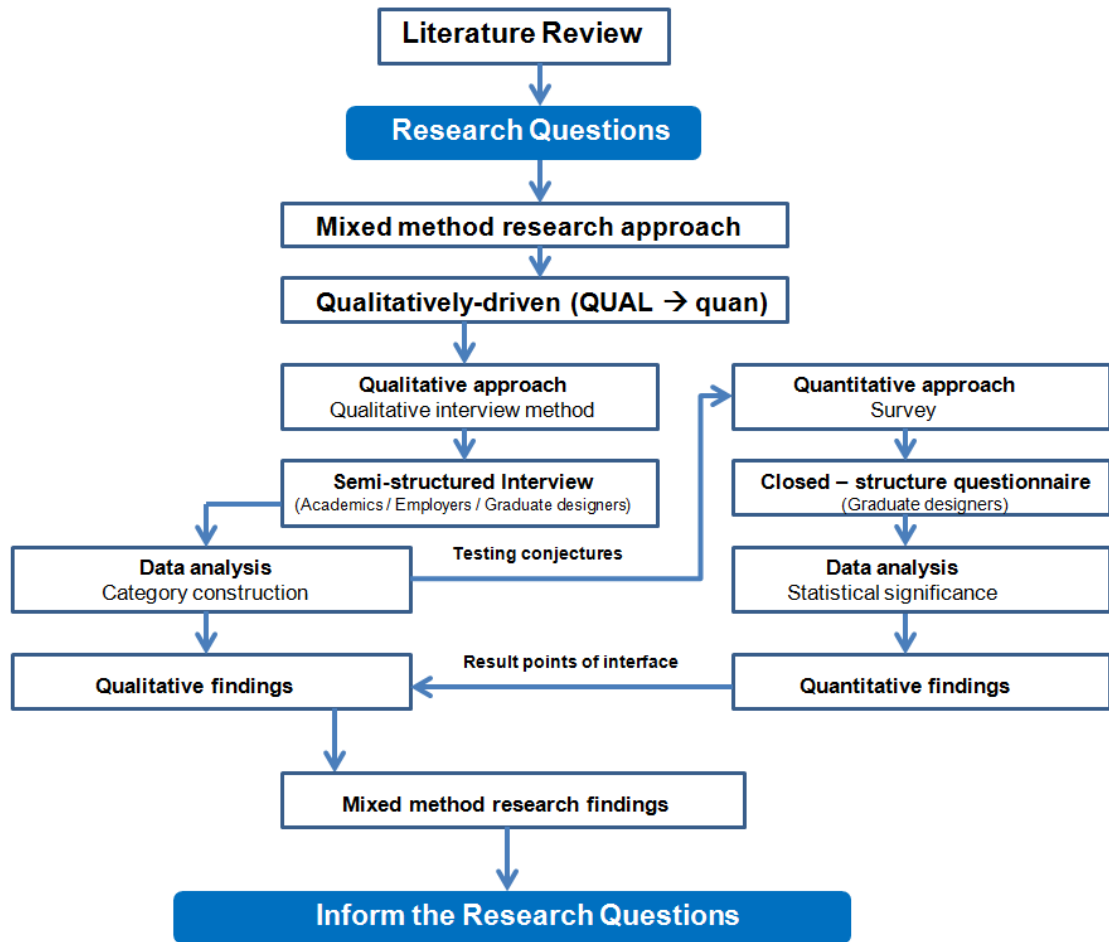 Literature Review
Research Questions
Mixed method research approach
Qualitatively-driven (QUAL → quan)
Qualitative approach
Qualitative interview method
Quantitative approach
Survey
Semi-structured Interview
(Academics / Employers / Graduate designers)
Closed – structure questionnaire
(Graduate designers)
Data analysis
Category construction
Testing conjectures
Data analysis
Statistical significance
Qualitative findings
Result points of interface
Quantitative findings
Mixed method research findings
Inform the Research Questions